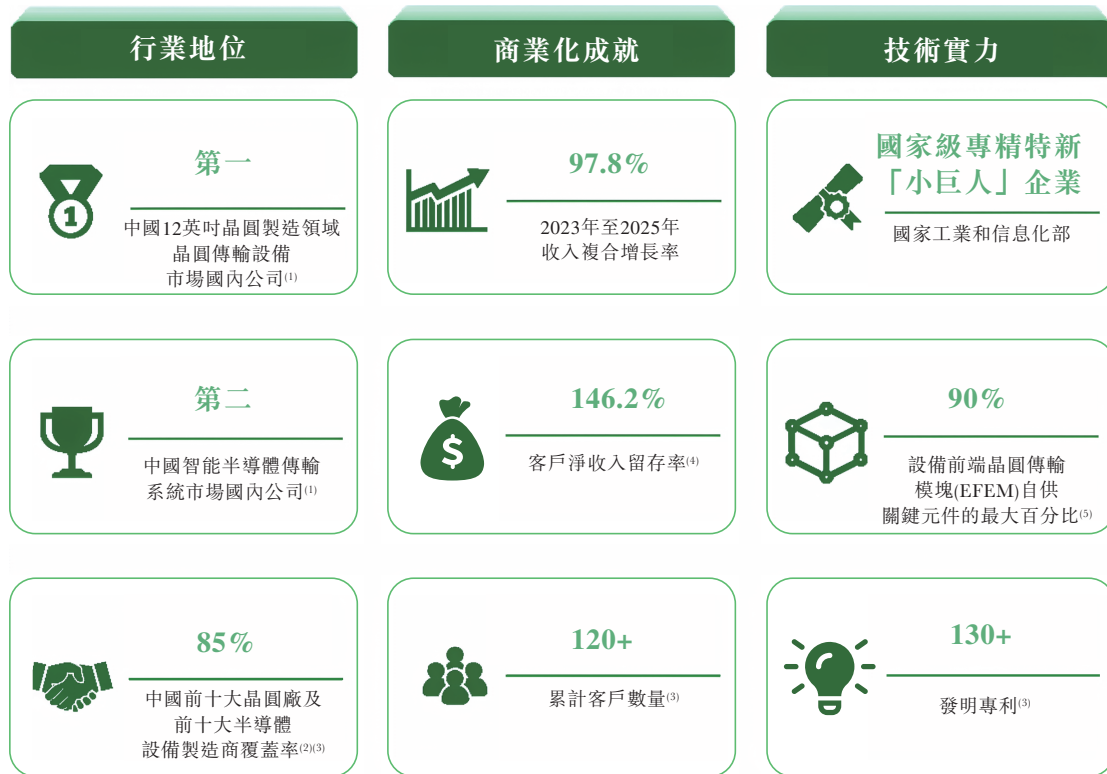 行業地位
第一
中國12英吋晶圓製造領域
晶圓傳輸設備
市場國內公司(1)
第二
中國智能半導體傳輸
系統市場國內公司(1)
85%
中國前十大晶圓廠及
前十大半導體
設備製造商覆蓋率(2)(3)
商業化成就
97.8%
2023年至2025年
收入複合增長率
146.2%
客戶淨收入留存率(4)
120+
累計客戶數量(3)
技術實力
國家級專精特新
「小巨人」企業
國家工業和信息化部
90%
設備前端晶圓傳輸
模塊(EFEM)自供
關鍵元件的最大百分比(5)
130+
發明專利(3)
1
$